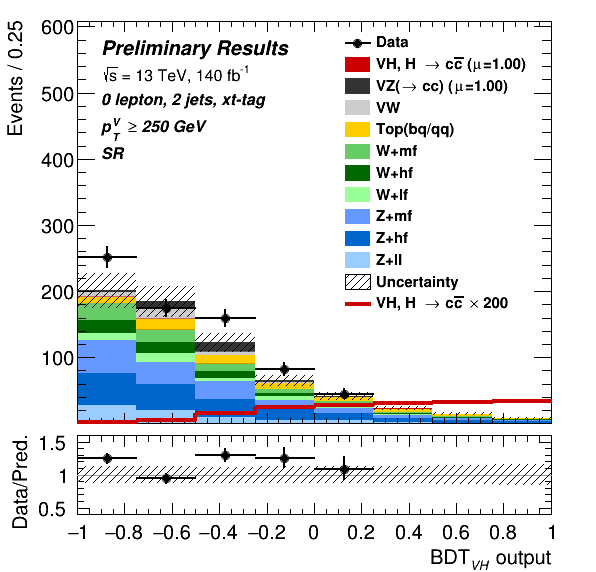 Events / 0.25
600
500
400
300
200
100
Preliminary Results
√s = 13 TeV, 140 fb⁻¹
0 lepton, 2 jets, xt-tag
p_T^V ≥ 250 GeV
SR
Data
VH, H → cc̅ (μ=1.00)
VZ(→ cc) (μ=1.00)
VW
Top(bq/qq)
W+mf
W+hf
W+lf
Z+mf
Z+hf
Z+ll
Uncertainty
VH, H → cc̅ × 200
Data/Pred.
1.5
1
0.5
−1 −0.8 −0.6 −0.4 −0.2 0 0.2 0.4 0.6 0.8 1
BDT_VH output